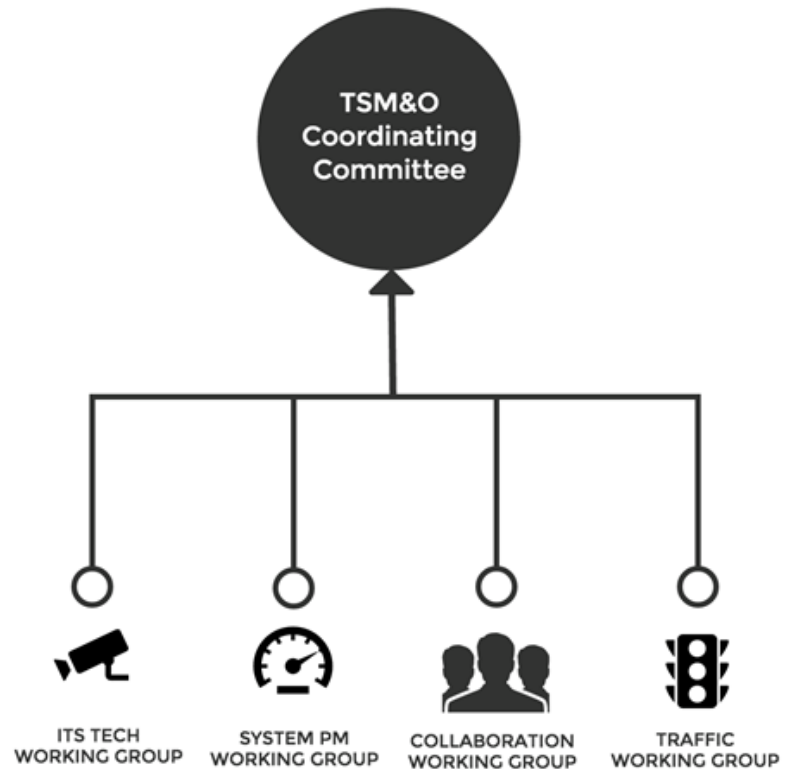 TSM&O
Coordinating
Committee
ITS TECH
WORKING GROUP
SYSTEM PM
WORKING GROUP
COLLABORATION
WORKING GROUP
TRAFFIC
WORKING GROUP